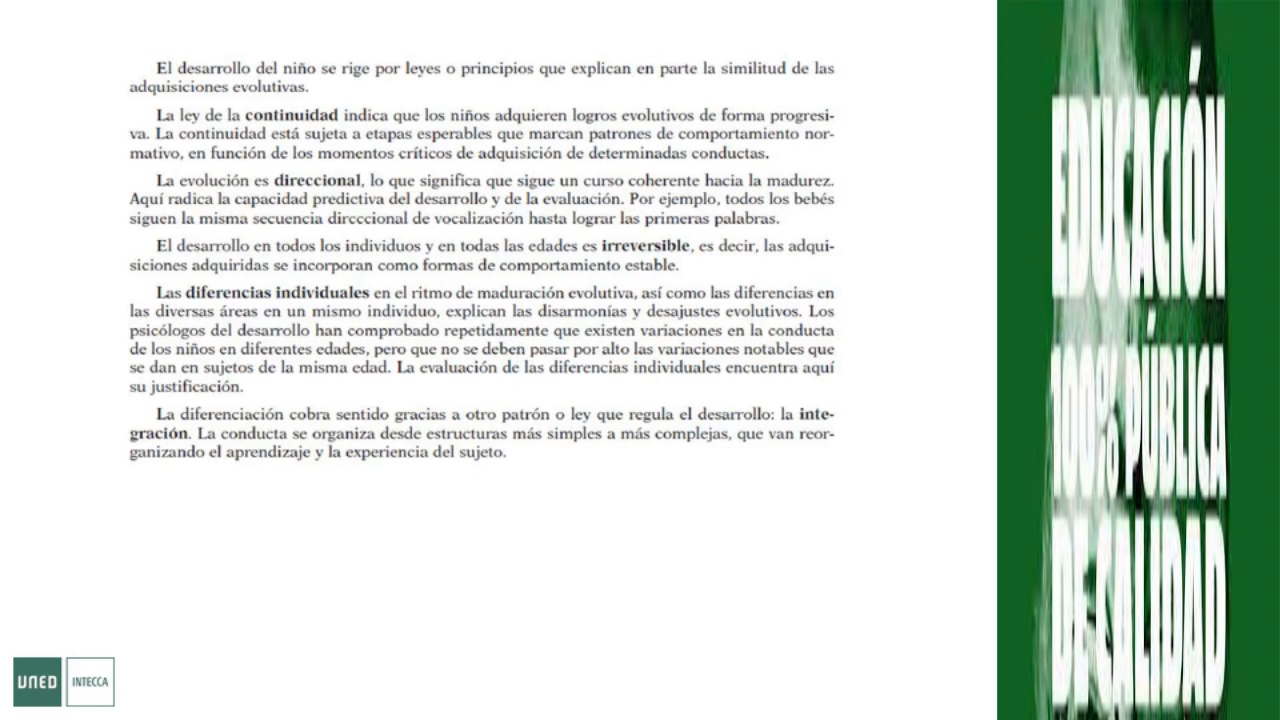 El desarrollo del niño se rige por leyes o principios que explican en parte la similitud de las
adquisiciones evolutivas.
La ley de la continuidad indica que los niños adquieren logros evolutivos de forma progresi-
va. La continuidad está sujeta a etapas esperables que marcan patrones de comportamiento nor-
mativo, en función de los momentos críticos de adquisición de determinadas conductas.
La evolución es direccional, lo que significa que sigue un curso coherente hacia la madurez.
Aquí radica la capacidad predictiva del desarrollo y de la evaluación. Por ejemplo, todos los bebés
siguen la misma secuencia direccional de vocalización hasta lograr las primeras palabras.
El desarrollo en todos los individuos y en todas las edades es irreversible, es decir, las adqui-
siciones adquiridas se incorporan como formas de comportamiento estable.
Las diferencias individuales en el ritmo de maduración evolutiva, así como las diferencias en
las diversas áreas en un mismo individuo, explican las disarmonías y desajustes evolutivos. Los
psicólogos del desarrollo han comprobado repetidamente que existen variaciones en la conducta
de los niños en diferentes edades, pero que no se deben pasar por alto las variaciones notables que
se dan en sujetos de la misma edad. La evaluación de las diferencias individuales encuentra aquí
su justificación.
La diferenciación cobra sentido gracias a otro patrón o ley que regula el desarrollo: la inte-
gración. La conducta se organiza desde estructuras más simples a más complejas, que van reor-
ganizando el aprendizaje y la experiencia del sujeto.
EDUCACIÓN
100% PÚBLICA
DE CALIDAD
UNED
INTECCA